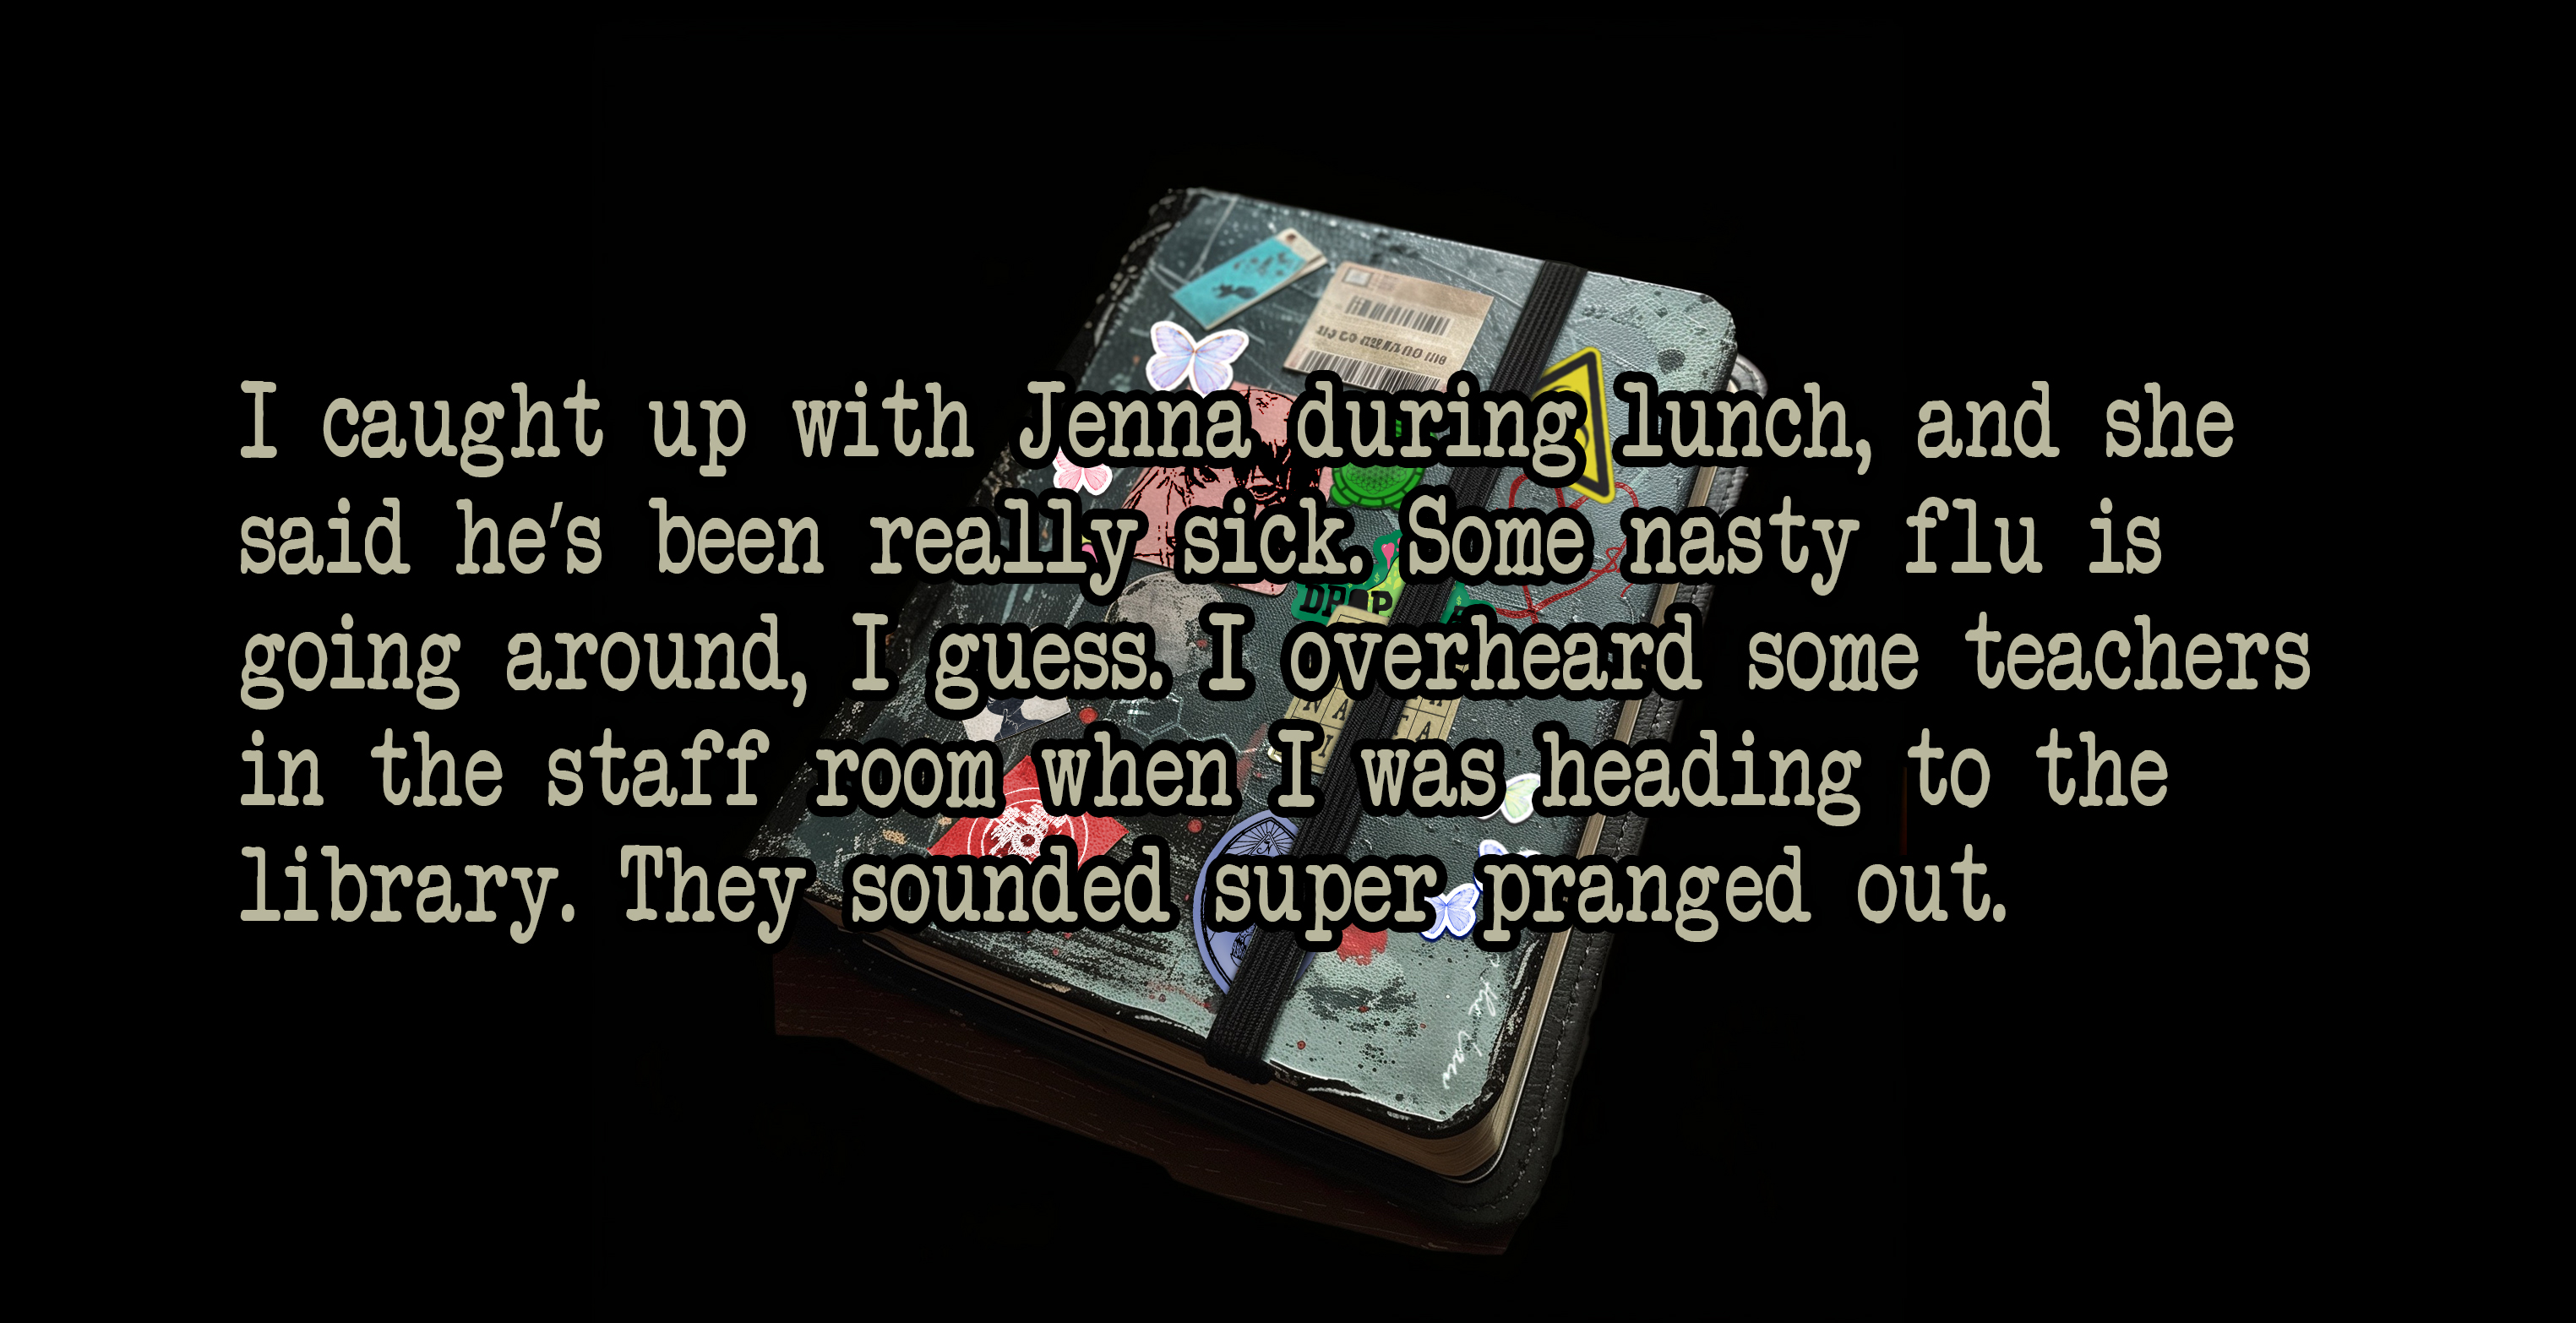 I caught up with Jenna during lunch, and she
said he's been really sick. Some nasty flu is
going around, I guess. I overheard some teachers
in the staff room when I was heading to the
library. They sounded super pranged out.